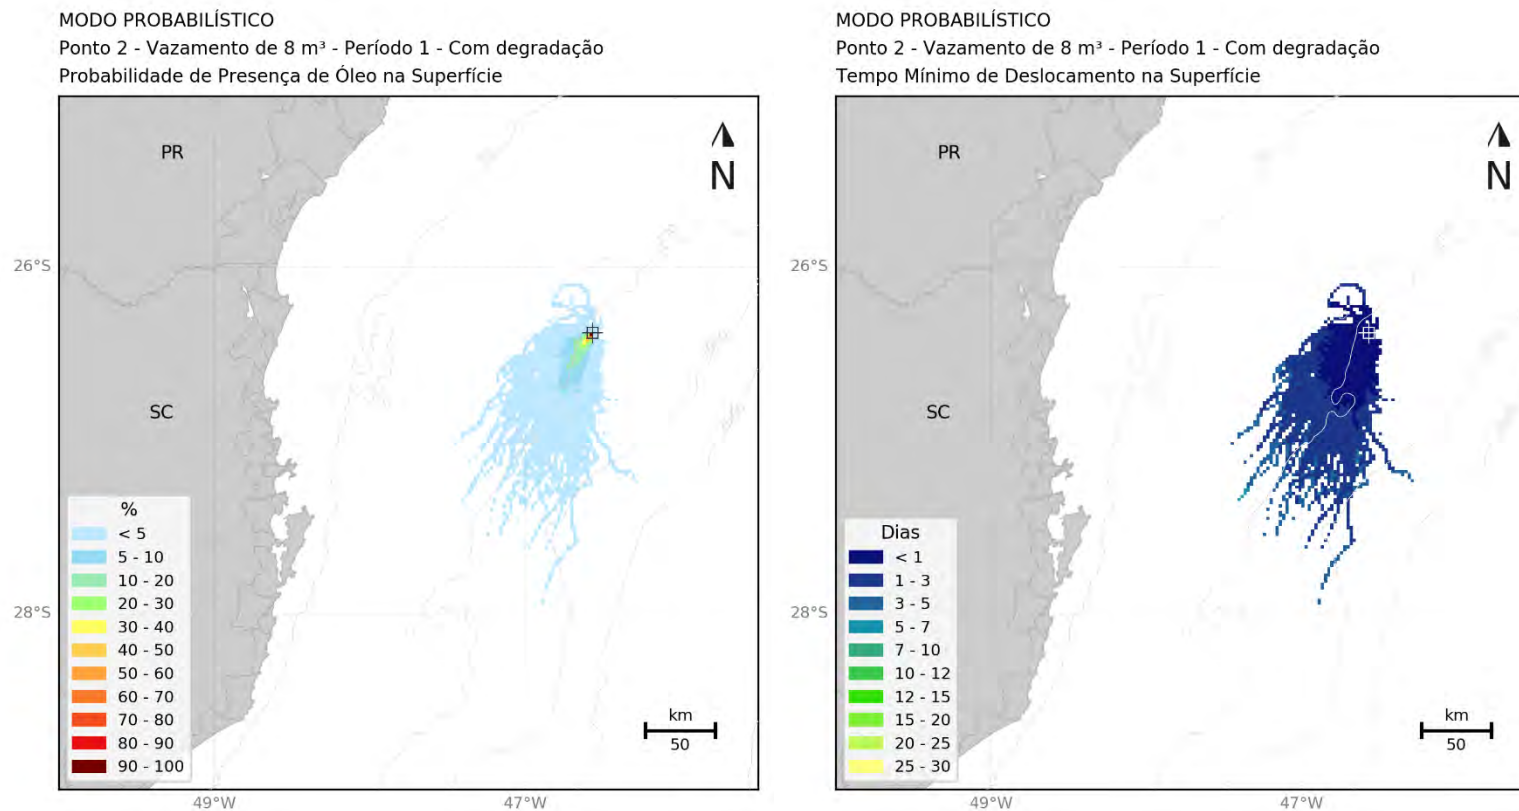 MODO PROBABILÍSTICO
Ponto 2 - Vazamento de 8 m³ - Período 1 - Com degradação
Probabilidade de Presença de Óleo na Superfície
PR
N
26°S
SC
%
< 5
5 - 10
10 - 20
20 - 30
30 - 40
40 - 50
50 - 60
60 - 70
70 - 80
80 - 90
90 - 100
28°S
km
50
49°W
47°W
MODO PROBABILÍSTICO
Ponto 2 - Vazamento de 8 m³ - Período 1 - Com degradação
Tempo Mínimo de Deslocamento na Superfície
PR
N
26°S
SC
Dias
< 1
1 - 3
3 - 5
5 - 7
7 - 10
10 - 12
12 - 15
15 - 20
20 - 25
25 - 30
28°S
km
50
49°W
47°W